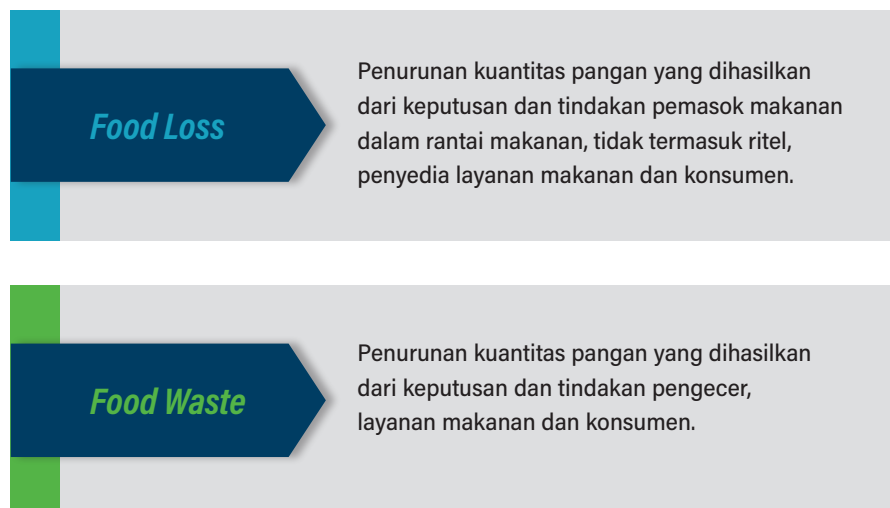 Food Loss
Penurunan kuantitas pangan yang dihasilkan
dari keputusan dan tindakan pemasok makanan
dalam rantai makanan, tidak termasuk ritel,
penyedia layanan makanan dan konsumen.
Food Waste
Penurunan kuantitas pangan yang dihasilkan
dari keputusan dan tindakan pengecer,
layanan makanan dan konsumen.